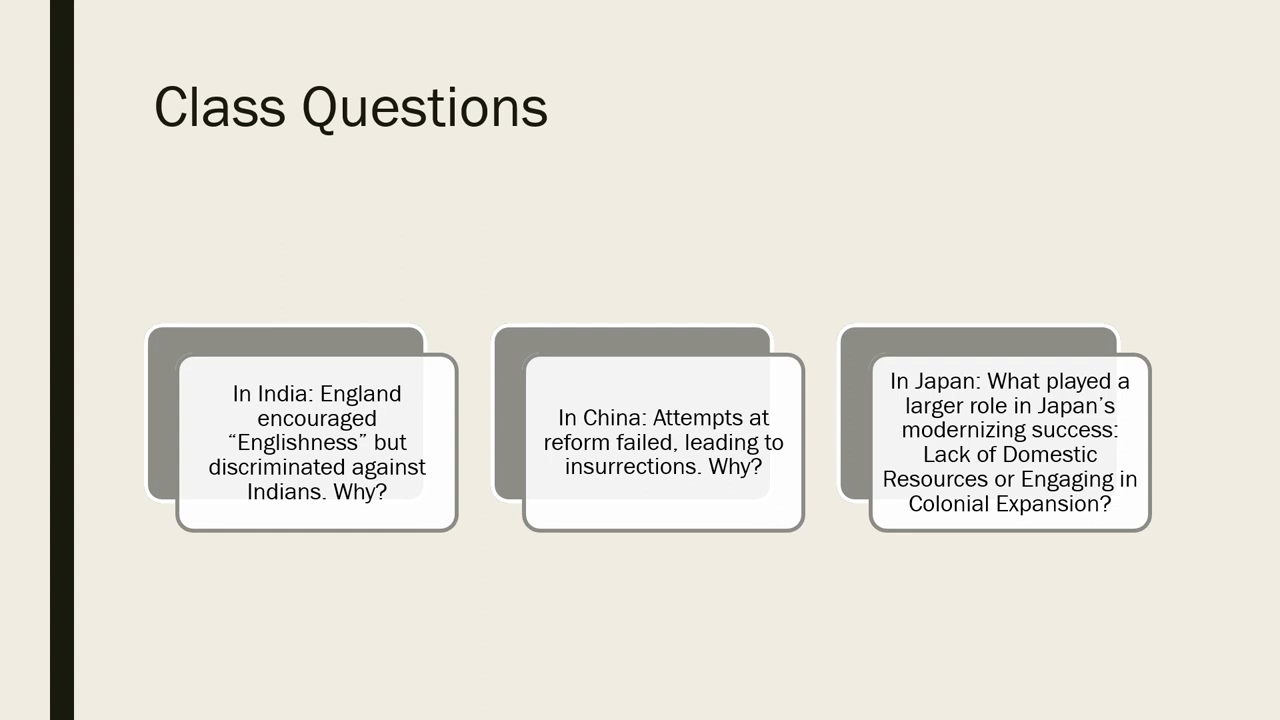 Class Questions
In India: England
encouraged
“Englishness” but
discriminated against
Indians. Why?
In China: Attempts at
reform failed, leading to
insurrections. Why?
In Japan: What played a
larger role in Japan’s
modernizing success:
Lack of Domestic
Resources or Engaging in
Colonial Expansion?